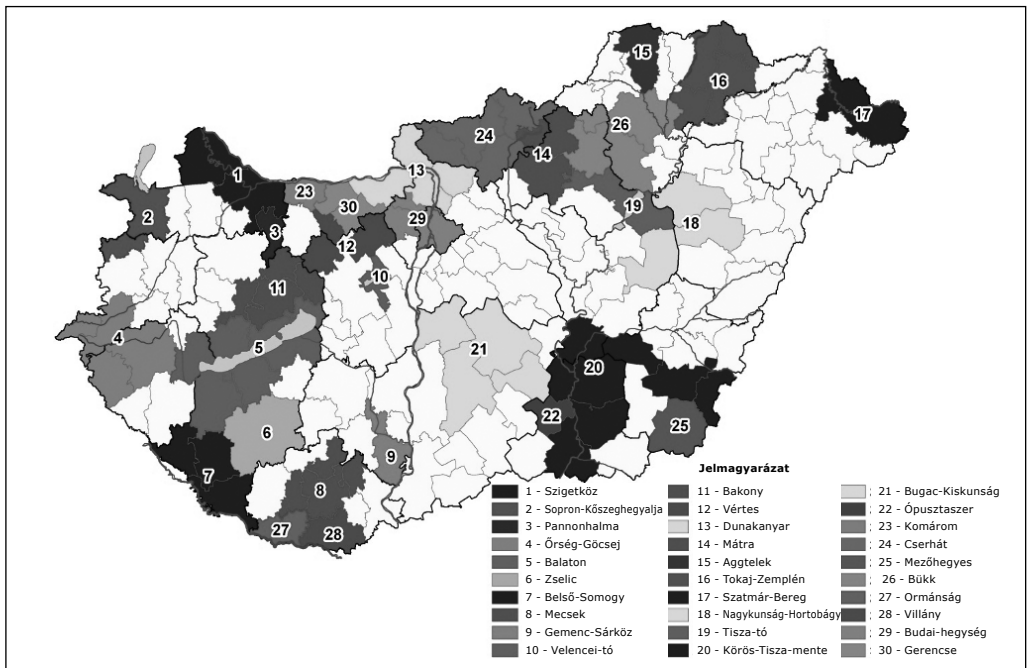 15
16
17
24
26
14
1
13
23
30
2
29
19
18
3
12
10
11
4
5
21
20
22
6
25
9
7
8
27
28
Jelmagyarázat
1 - Szigetköz
2 - Sopron-Kőszeghegyalja
3 - Pannonhalma
4 - Őrség-Göcsej
5 - Balaton
6 - Zselic
7 - Belső-Somogy
8 - Mecsek
9 - Gemenc-Sárköz
10 - Velencei-tó
11 - Bakony
12 - Vértes
13 - Dunakanyar
14 - Mátra
15 - Aggtelek
16 - Tokaj-Zemplén
17 - Szatmár-Bereg
18 - Nagykunság-Hortobágy
19 - Tisza-tó
20 - Körös-Tisza-mente
21 - Bugac-Kiskunság
22 - Ópusztaszer
23 - Komárom
24 - Cserhát
25 - Mezőhegyes
26 - Bükk
27 - Ormánság
28 - Villány
29 - Budai-hegység
30 - Gerencse